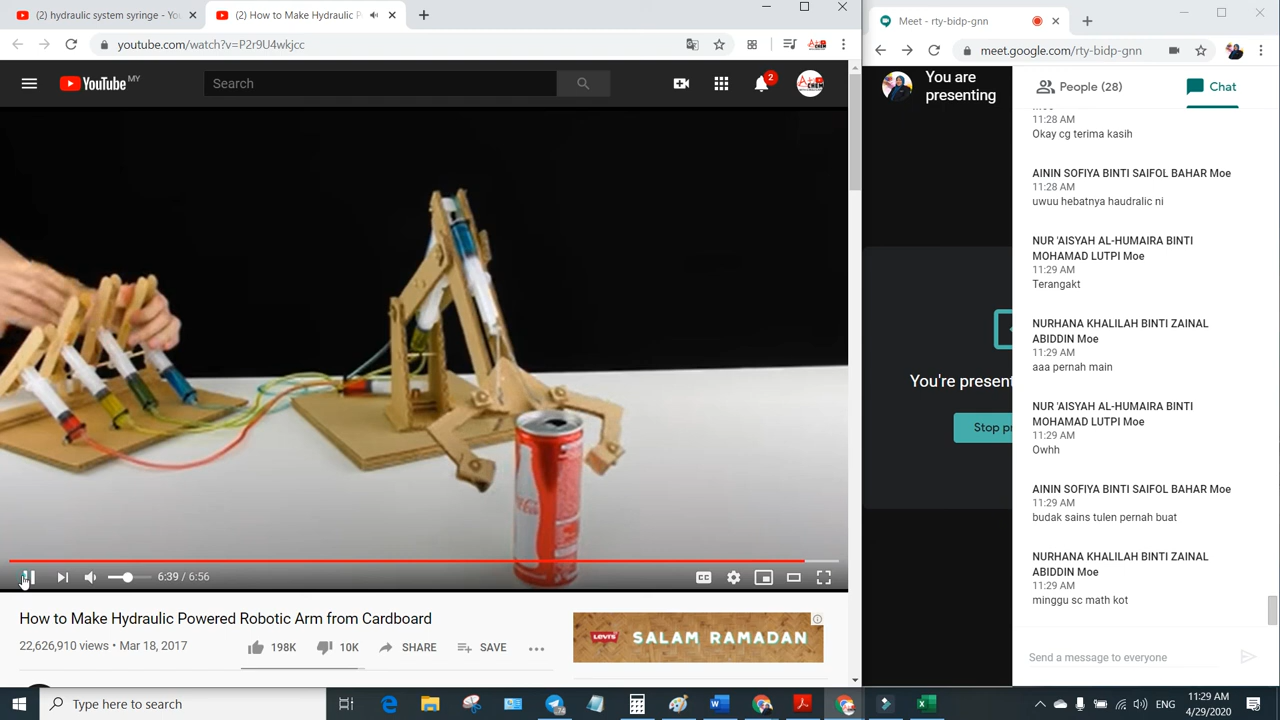 (2) hydraulic system syringe - Yo
(2) How to Make Hydraulic P
youtube.com/watch?v=P2r9U4wkjcc
YouTube MY
Search
2
6:39 / 6:56
CC
How to Make Hydraulic Powered Robotic Arm from Cardboard
22,626,910 views • Mar 18, 2017
198K
10K
SHARE
SAVE
LEVI'S SALAM RAMADAN
Meet - rty-bidp-gnn
meet.google.com/rty-bidp-gnn
You are
presenting
You're present
Stop pr
People (28)
Chat
11:28 AM
Okay cg terima kasih
AININ SOFIYA BINTI SAIFOL BAHAR Moe
11:28 AM
uwuu hebatnya haudralic ni
NUR 'AISYAH AL-HUMAIRA BINTI
MOHAMAD LUTPI Moe
11:29 AM
Terangakt
NURHANA KHALILAH BINTI ZAINAL
ABIDDIN Moe
11:29 AM
aaa pernah main
NUR 'AISYAH AL-HUMAIRA BINTI
MOHAMAD LUTPI Moe
11:29 AM
Owhh
AININ SOFIYA BINTI SAIFOL BAHAR Moe
11:29 AM
budak sains tulen pernah buat
NURHANA KHALILAH BINTI ZAINAL
ABIDDIN Moe
11:29 AM
minggu sc math kot
Send a message to everyone
Type here to search
ENG
11:29 AM
4/29/2020